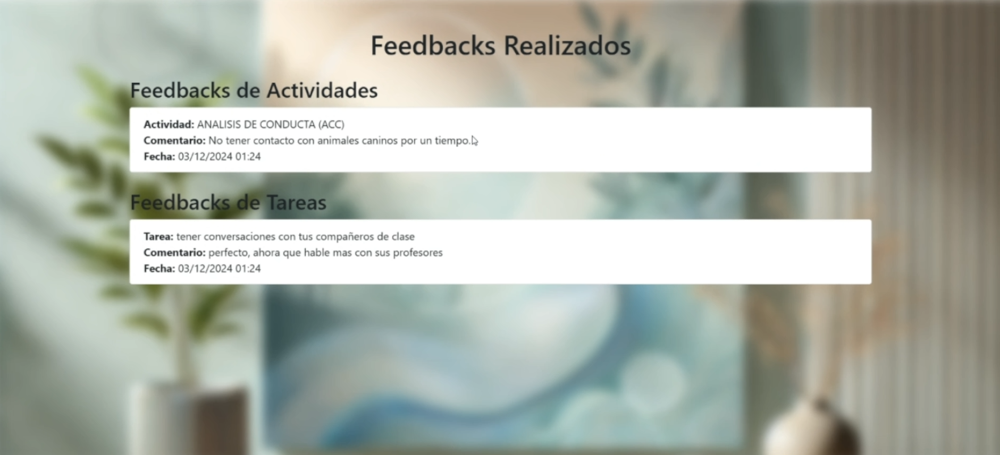 Feedbacks Realizados
Feedbacks de Actividades
Actividad: ANALISIS DE CONDUCTA (ACC)
Comentario: No tener contacto con animales caninos por un tiempo.
Fecha: 03/12/2024 01:24
Feedbacks de Tareas
Tarea: tener conversaciones con tus compañeros de clase
Comentario: perfecto, ahora que hable mas con sus profesores
Fecha: 03/12/2024 01:24